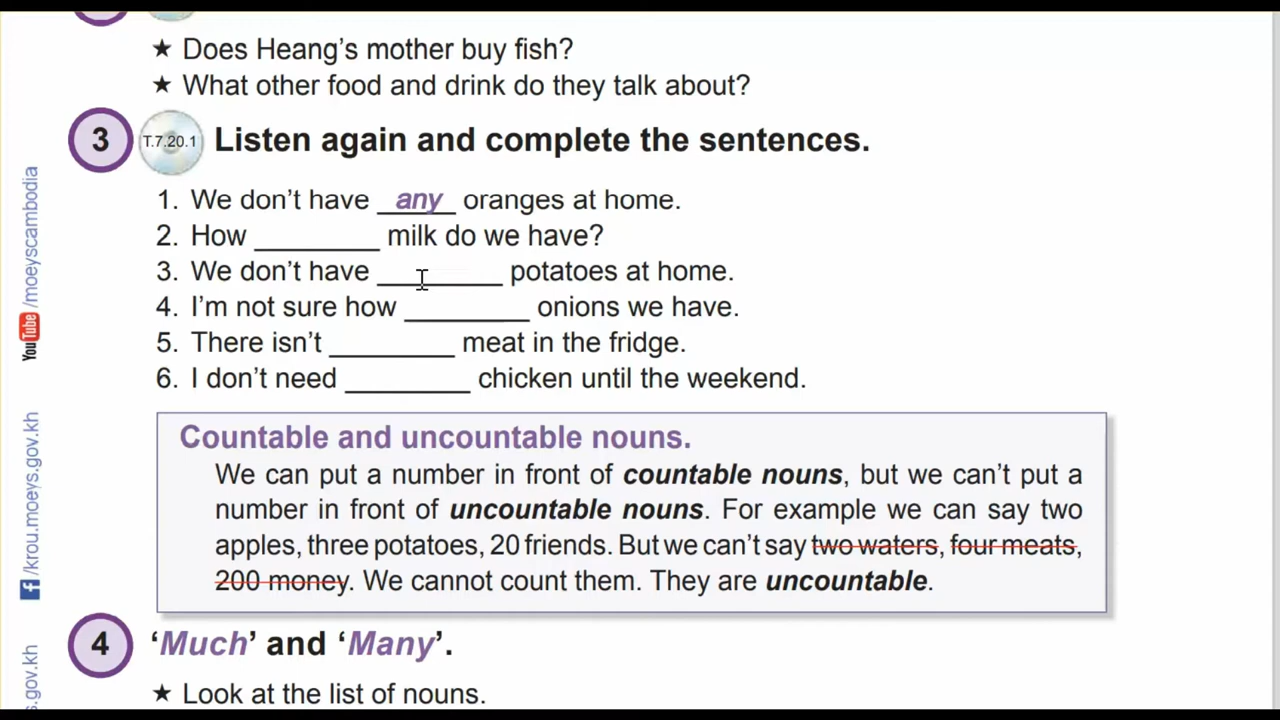 ★ Does Heang's mother buy fish?
★ What other food and drink do they talk about?
3 T.7.20.1 Listen again and complete the sentences.
1. We don't have any oranges at home.
2. How _________ milk do we have?
3. We don't have _________ potatoes at home.
4. I'm not sure how _________ onions we have.
5. There isn't _________ meat in the fridge.
6. I don't need _________ chicken until the weekend.
Countable and uncountable nouns.
We can put a number in front of countable nouns, but we can't put a
number in front of uncountable nouns. For example we can say two
apples, three potatoes, 20 friends. But we can't say two waters, four meats,
200 money. We cannot count them. They are uncountable.
4 'Much' and 'Many'.
★ Look at the list of nouns.
YouTube /moeyscambodia
f /krou.moeys.gov.kh
s.gov.kh